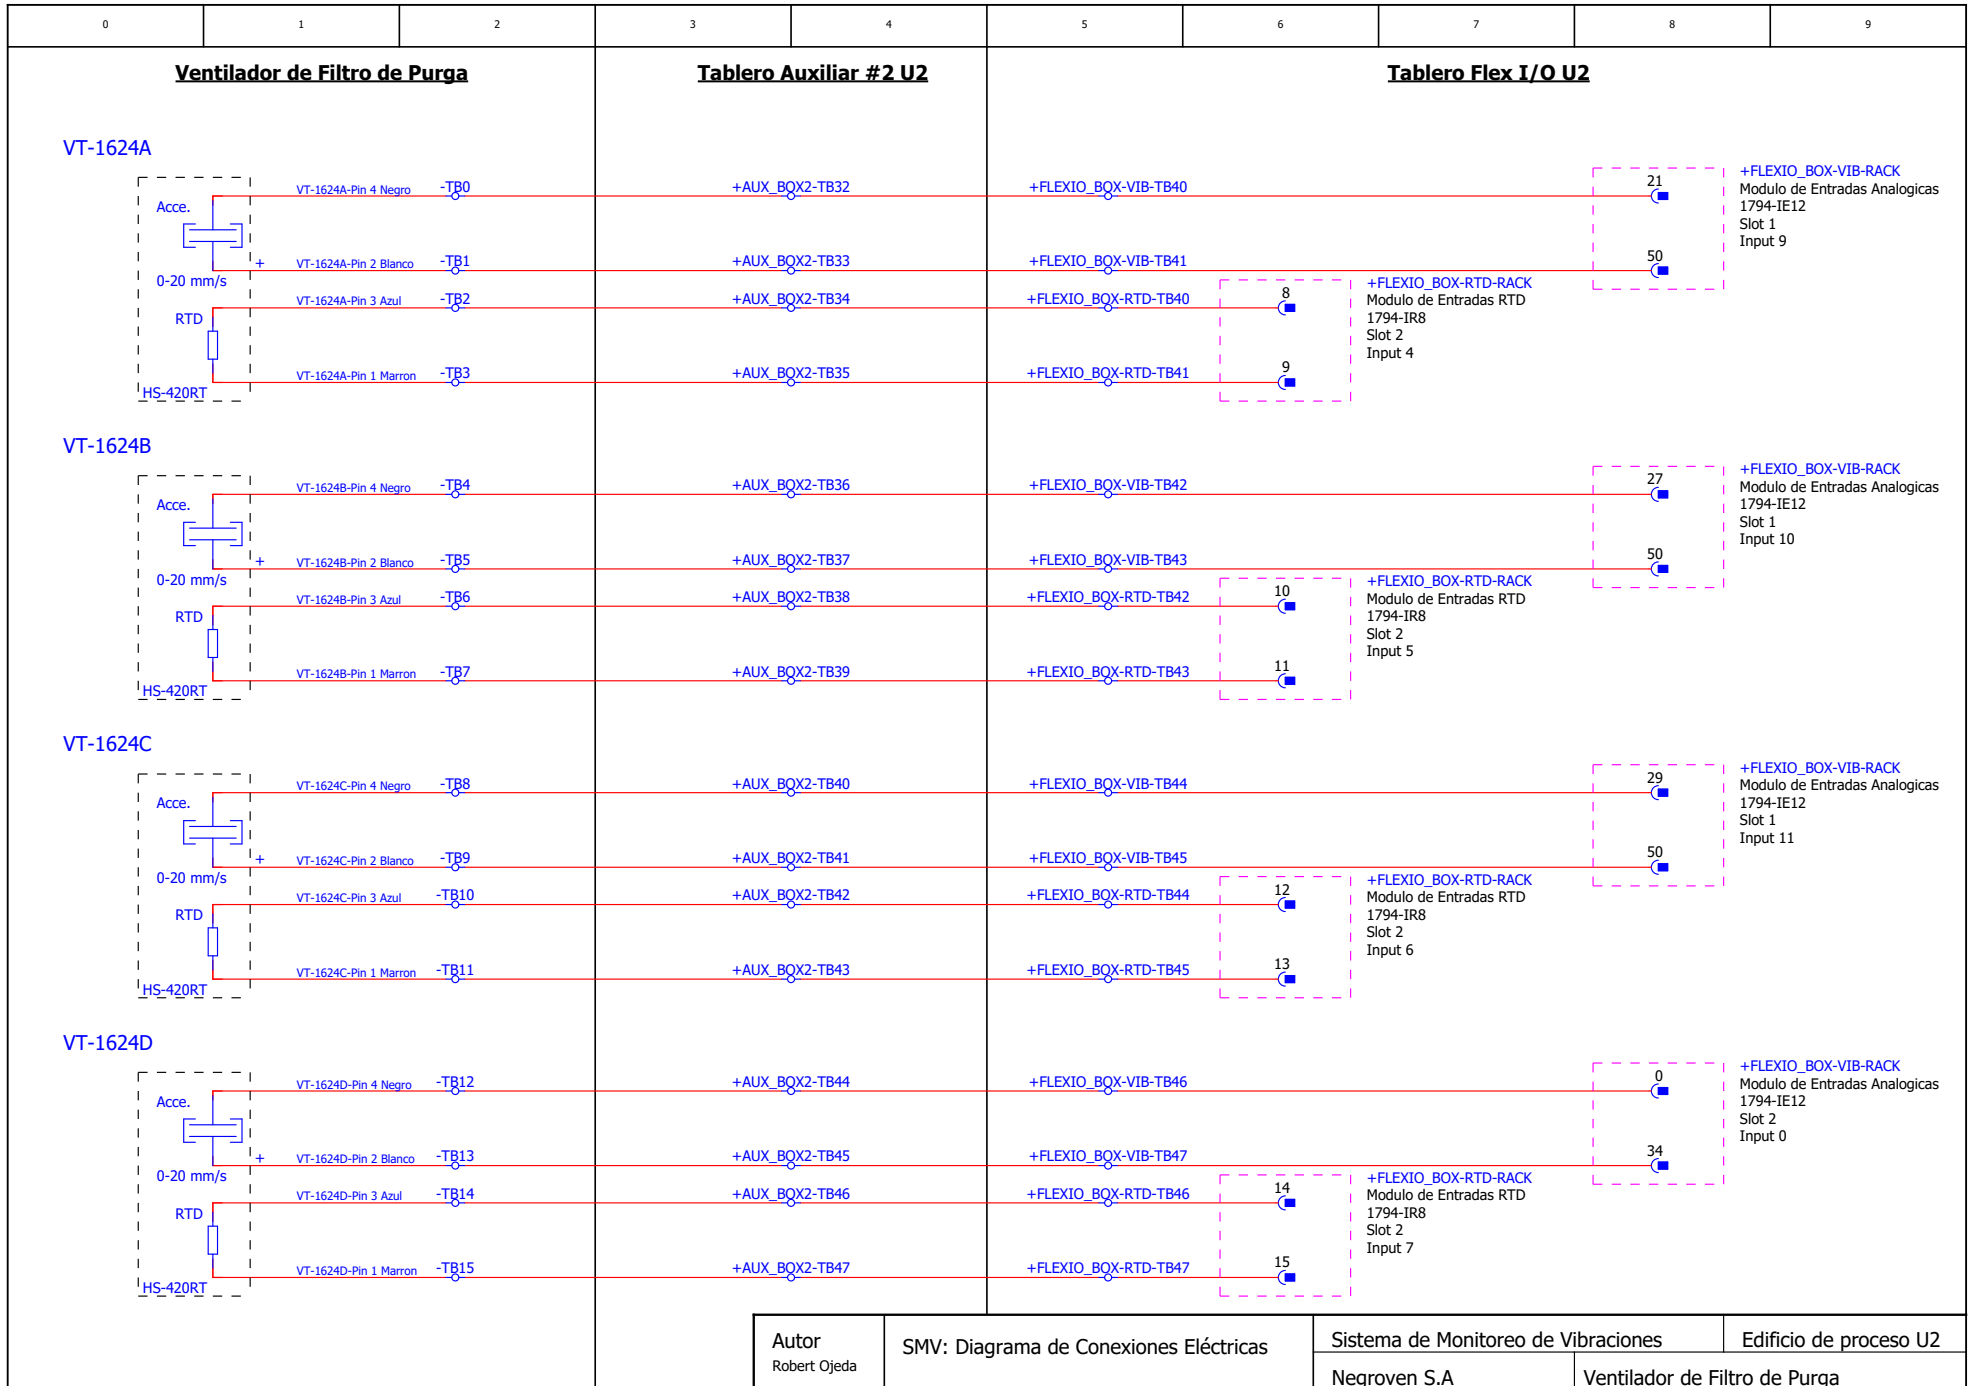 0 1 2 3 4 5 6 7 8 9
Ventilador de Filtro de Purga
Tablero Auxiliar #2 U2
Tablero Flex I/O U2
VT-1624A
Acce.
+
0-20 mm/s
RTD
HS-420RT
VT-1624A-Pin 4 Negro -TB0 +AUX_BOX2-TB32 +FLEXIO_BOX-VIB-TB40 21
VT-1624A-Pin 2 Blanco -TB1 +AUX_BOX2-TB33 +FLEXIO_BOX-VIB-TB41 50
+FLEXIO_BOX-VIB-RACK
Modulo de Entradas Analogicas
1794-IE12
Slot 1
Input 9
VT-1624A-Pin 3 Azul -TB2 +AUX_BOX2-TB34 +FLEXIO_BOX-RTD-TB40 8
VT-1624A-Pin 1 Marron -TB3 +AUX_BOX2-TB35 +FLEXIO_BOX-RTD-TB41 9
+FLEXIO_BOX-RTD-RACK
Modulo de Entradas RTD
1794-IR8
Slot 2
Input 4
VT-1624B
Acce.
+
0-20 mm/s
RTD
HS-420RT
VT-1624B-Pin 4 Negro -TB4 +AUX_BOX2-TB36 +FLEXIO_BOX-VIB-TB42 27
VT-1624B-Pin 2 Blanco -TB5 +AUX_BOX2-TB37 +FLEXIO_BOX-VIB-TB43 50
+FLEXIO_BOX-VIB-RACK
Modulo de Entradas Analogicas
1794-IE12
Slot 1
Input 10
VT-1624B-Pin 3 Azul -TB6 +AUX_BOX2-TB38 +FLEXIO_BOX-RTD-TB42 10
VT-1624B-Pin 1 Marron -TB7 +AUX_BOX2-TB39 +FLEXIO_BOX-RTD-TB43 11
+FLEXIO_BOX-RTD-RACK
Modulo de Entradas RTD
1794-IR8
Slot 2
Input 5
VT-1624C
Acce.
+
0-20 mm/s
RTD
HS-420RT
VT-1624C-Pin 4 Negro -TB8 +AUX_BOX2-TB40 +FLEXIO_BOX-VIB-TB44 29
VT-1624C-Pin 2 Blanco -TB9 +AUX_BOX2-TB41 +FLEXIO_BOX-VIB-TB45 50
+FLEXIO_BOX-VIB-RACK
Modulo de Entradas Analogicas
1794-IE12
Slot 1
Input 11
VT-1624C-Pin 3 Azul -TB10 +AUX_BOX2-TB42 +FLEXIO_BOX-RTD-TB44 12
VT-1624C-Pin 1 Marron -TB11 +AUX_BOX2-TB43 +FLEXIO_BOX-RTD-TB45 13
+FLEXIO_BOX-RTD-RACK
Modulo de Entradas RTD
1794-IR8
Slot 2
Input 6
VT-1624D
Acce.
+
0-20 mm/s
RTD
HS-420RT
VT-1624D-Pin 4 Negro -TB12 +AUX_BOX2-TB44 +FLEXIO_BOX-VIB-TB46 0
VT-1624D-Pin 2 Blanco -TB13 +AUX_BOX2-TB45 +FLEXIO_BOX-VIB-TB47 34
+FLEXIO_BOX-VIB-RACK
Modulo de Entradas Analogicas
1794-IE12
Slot 2
Input 0
VT-1624D-Pin 3 Azul -TB14 +AUX_BOX2-TB46 +FLEXIO_BOX-RTD-TB46 14
VT-1624D-Pin 1 Marron -TB15 +AUX_BOX2-TB47 +FLEXIO_BOX-RTD-TB47 15
+FLEXIO_BOX-RTD-RACK
Modulo de Entradas RTD
1794-IR8
Slot 2
Input 7
Autor
Robert Ojeda
SMV: Diagrama de Conexiones Eléctricas
Sistema de Monitoreo de Vibraciones
Edificio de proceso U2
Negroven S.A
Ventilador de Filtro de Purga